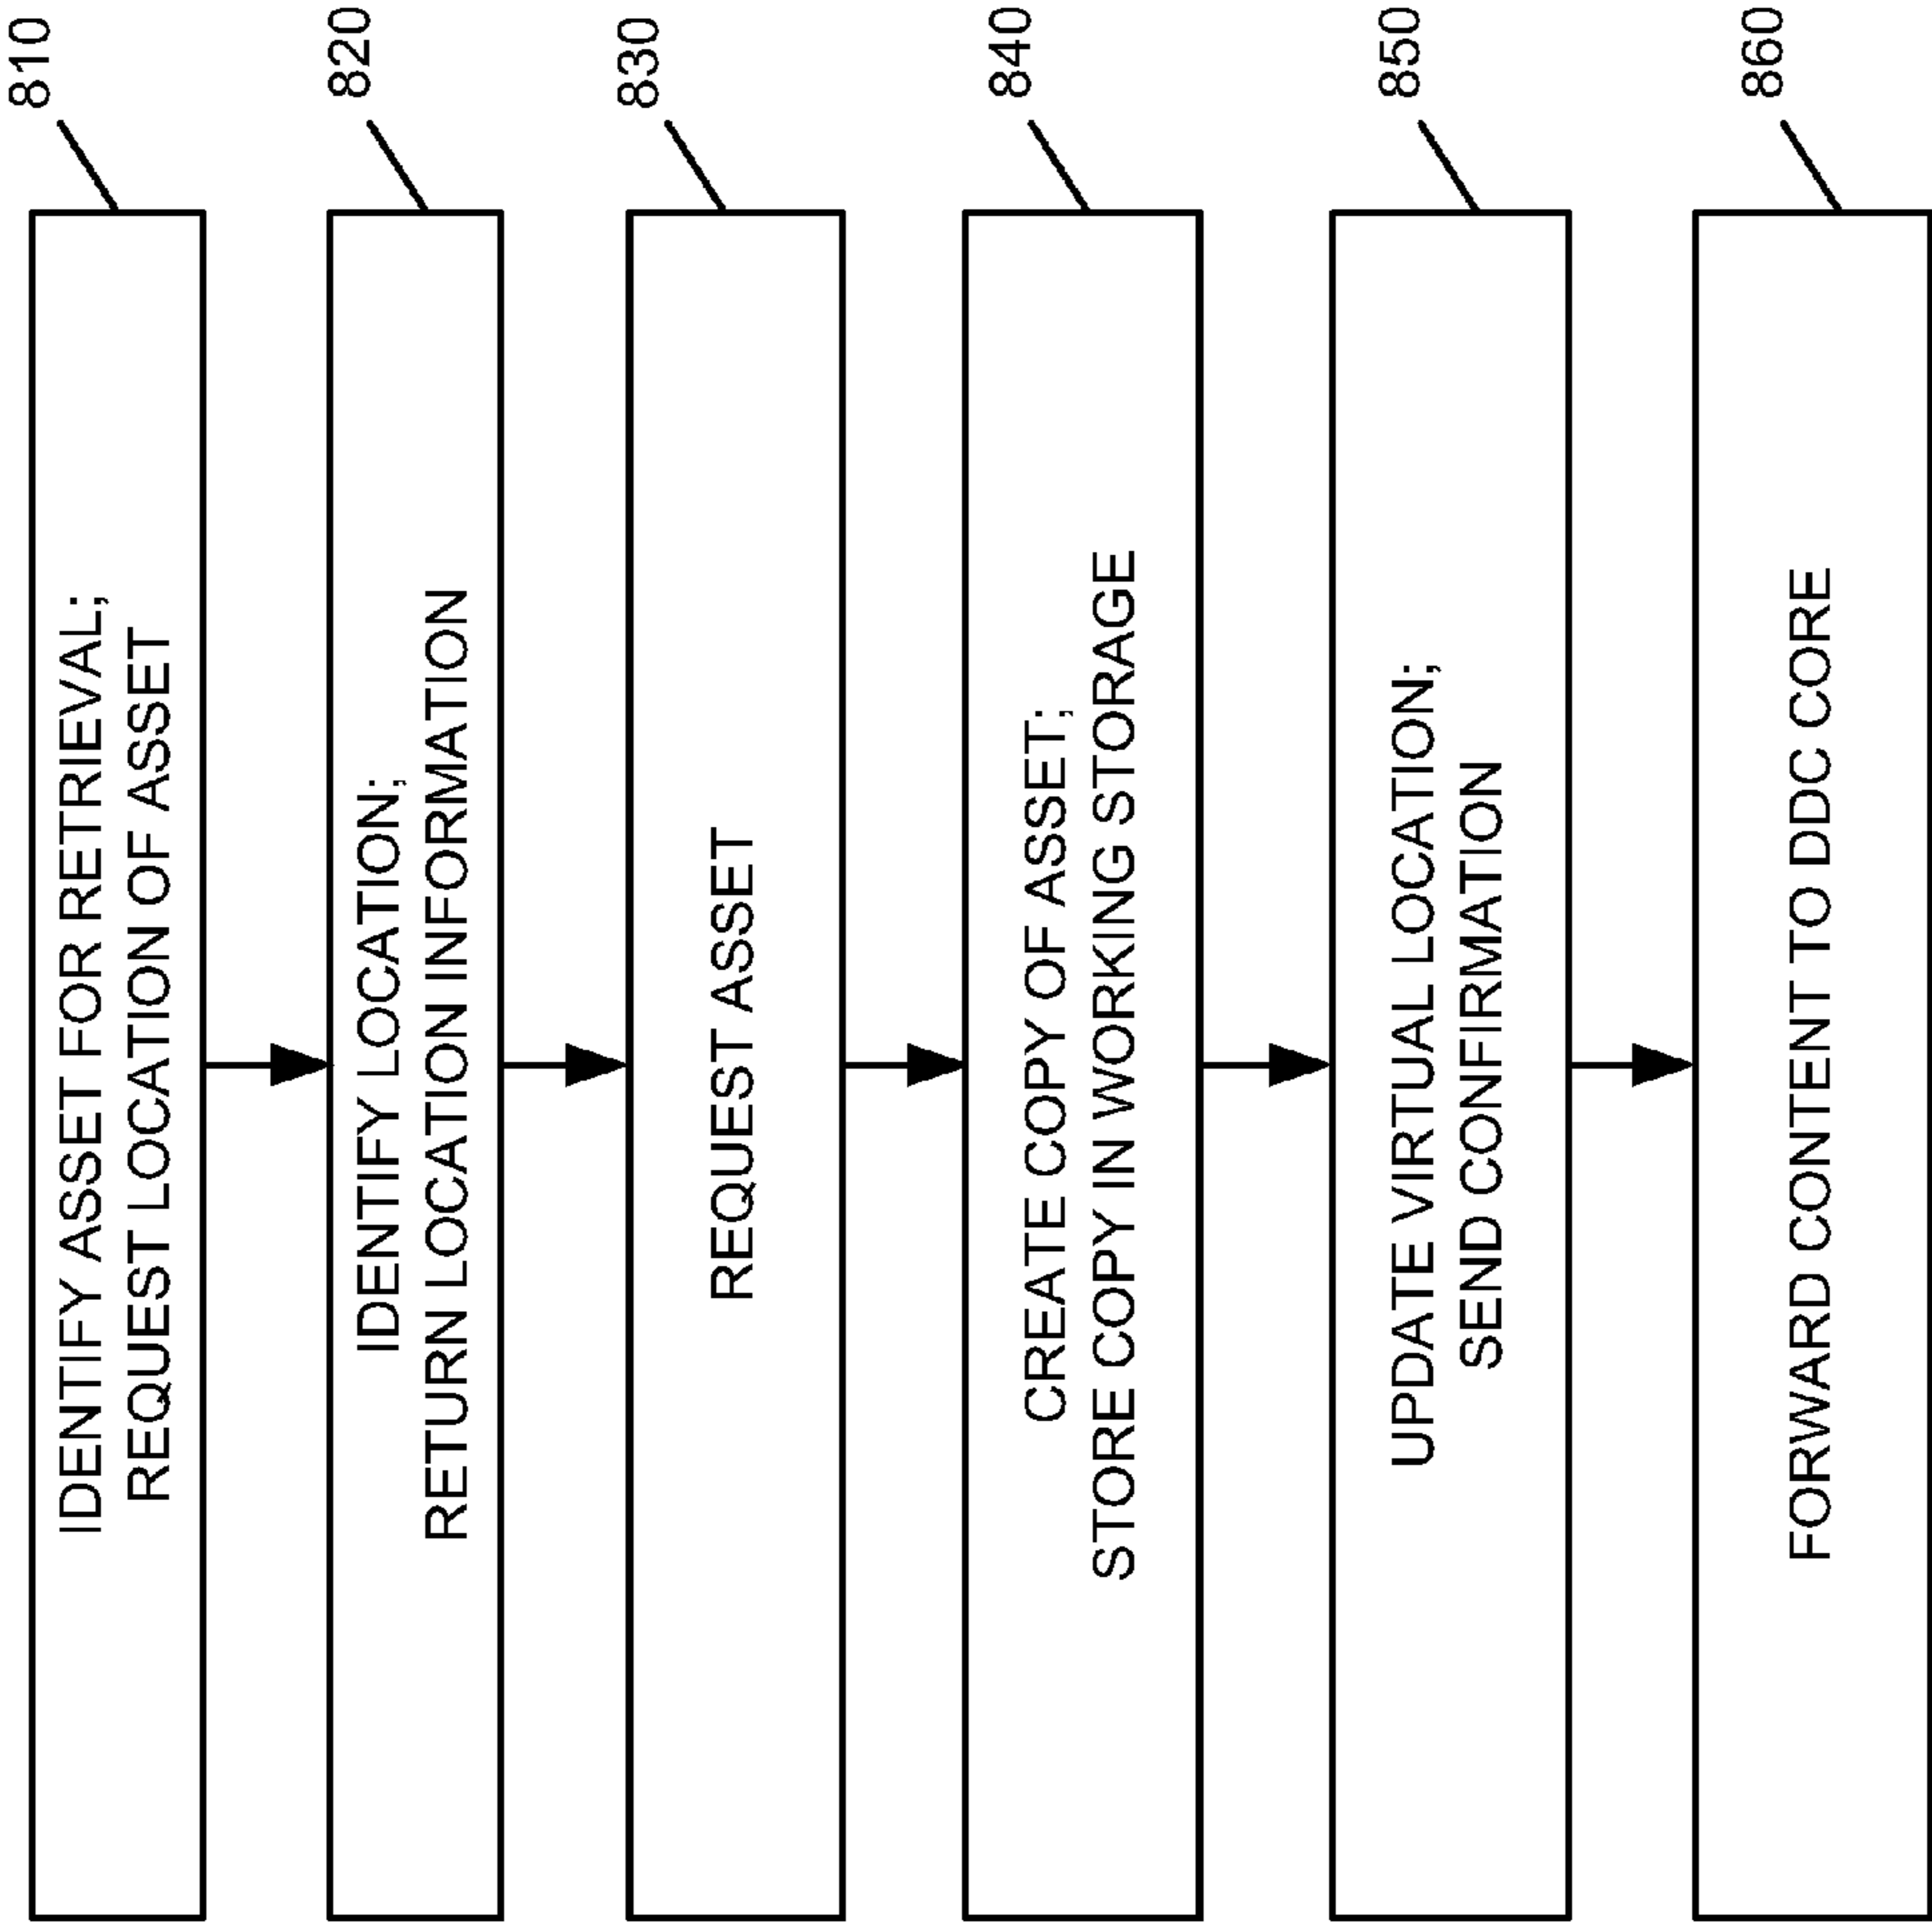 810
IDENTIFY ASSET FOR RETRIEVAL;
REQUEST LOCATION OF ASSET
820
IDENTIFY LOCATION;
RETURN LOCATION INFORMATION
830
REQUEST ASSET
840
CREATE COPY OF ASSET;
STORE COPY IN WORKING STORAGE
850
UPDATE VIRTUAL LOCATION;
SEND CONFIRMATION
860
FORWARD CONTENT TO DDC CORE